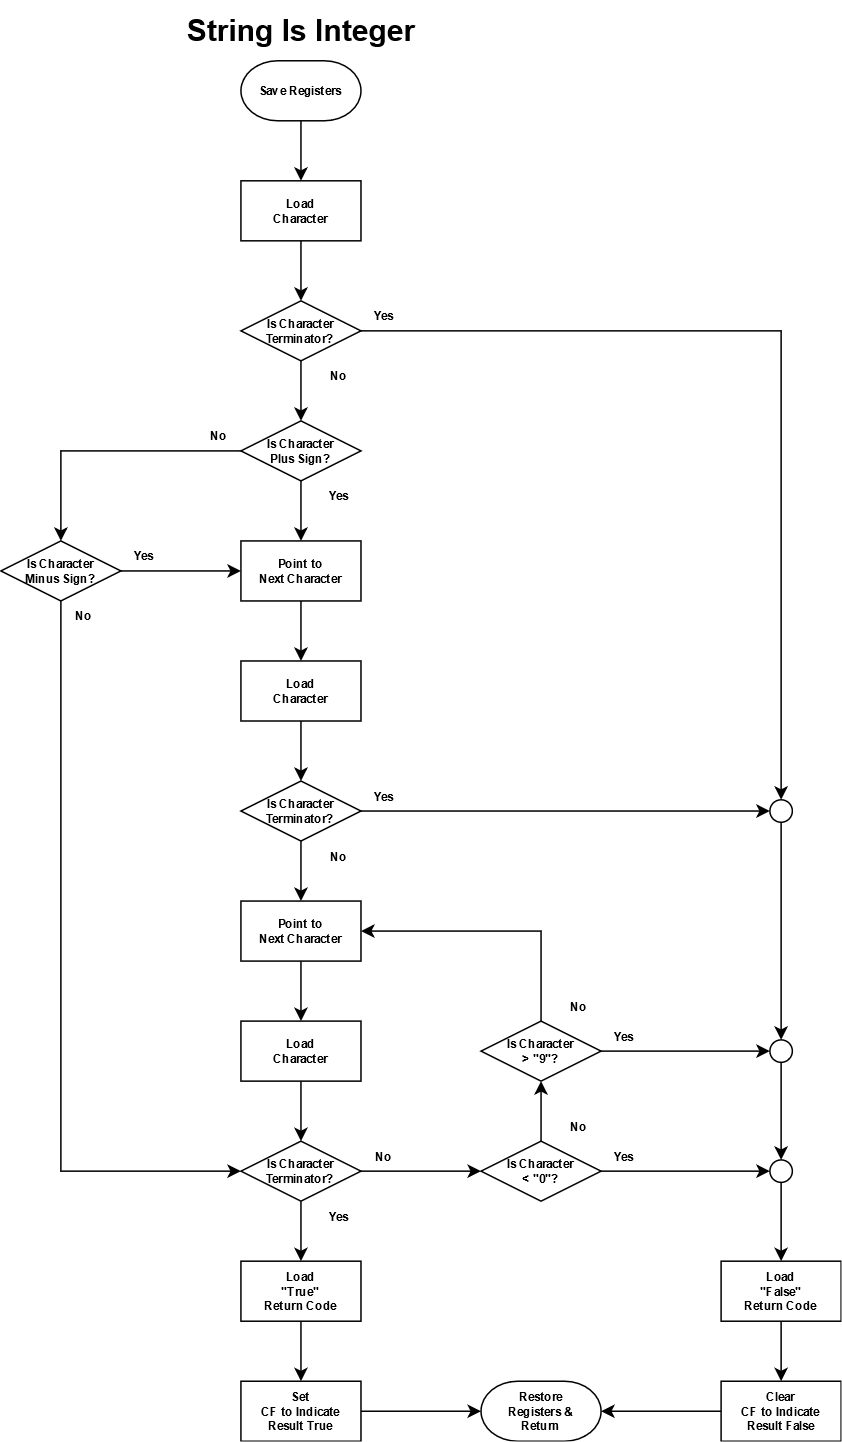 String Is Integer
Save Registers
Load
Character
Is Character
Terminator?
Yes
No
Is Character
Plus Sign?
No
Yes
Is Character
Minus Sign?
Yes
No
Point to
Next Character
Load
Character
Is Character
Terminator?
Yes
No
Point to
Next Character
Load
Character
Is Character
> "9"?
No
Yes
Is Character
Terminator?
No
Yes
Is Character
< "0"?
No
Yes
Load
"True"
Return Code
Load
"False"
Return Code
Set
CF to Indicate
Result True
Restore
Registers &
Return
Clear
CF to Indicate
Result False